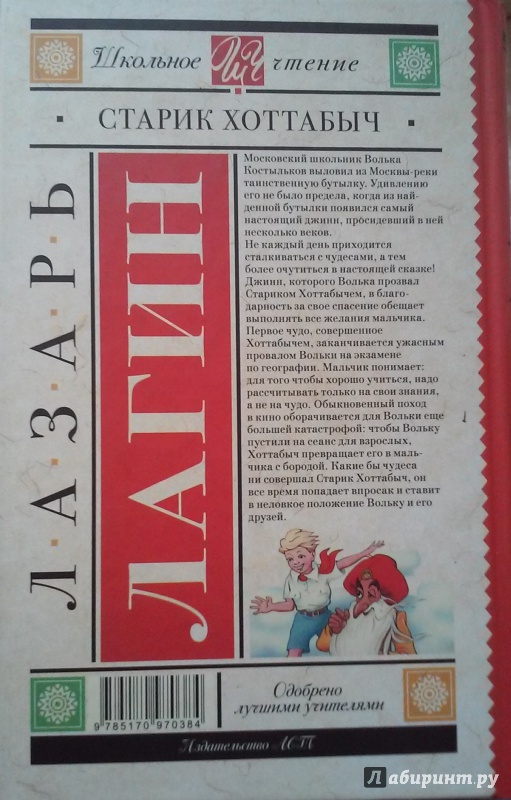 Школьное ШЧ чтение
СТАРИК ХОТТАБЫЧ
ЛАЗАРЬ
ЛАГИН
Московский школьник Волька
Костыльков выловил из Москвы-реки
таинственную бутылку. Удивлению
его не было предела, когда из най-
денной бутылки появился самый
настоящий джинн, просидевший в ней
несколько веков.
Не каждый день приходится
сталкиваться с чудесами, а тем
более очутиться в настоящей сказке!
Джинн, которого Волька прозвал
Стариком Хоттабычем, в благо-
дарность за свое спасение обещает
выполнять все желания мальчика.
Первое чудо, совершенное
Хоттабычем, заканчивается ужасным
провалом Вольки на экзамене
по географии. Мальчик понимает:
для того чтобы хорошо учиться, надо
рассчитывать только на свои знания,
а не на чудо. Обыкновенный поход
в кино оборачивается для Вольки еще
большей катастрофой: чтобы Вольку
пустили на сеанс для взрослых,
Хоттабыч превращает его в маль-
чика с бородой. Какие бы чудеса
ни совершал Старик Хоттабыч, он
все время попадает впросак и ставит
в неловкое положение Вольку и его
друзей.
9 785170 970384
Одобрено
лучшими учителями
Издательство АСТ
Лабиринт.ру